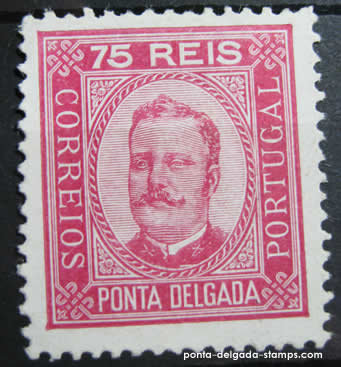 75 REIS
CORREIOS
PORTUGAL
PONTA DELGADA
ponta-delgada-stamps.com